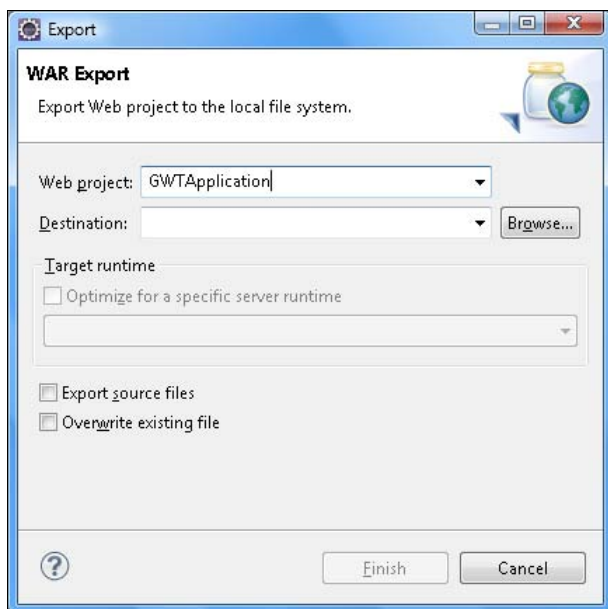 Export
WAR Export
Export Web project to the local file system.
Web project: GWTApplication
Destination: Browse...
Target runtime
Optimize for a specific server runtime
Export source files
Overwrite existing file
? Finish Cancel